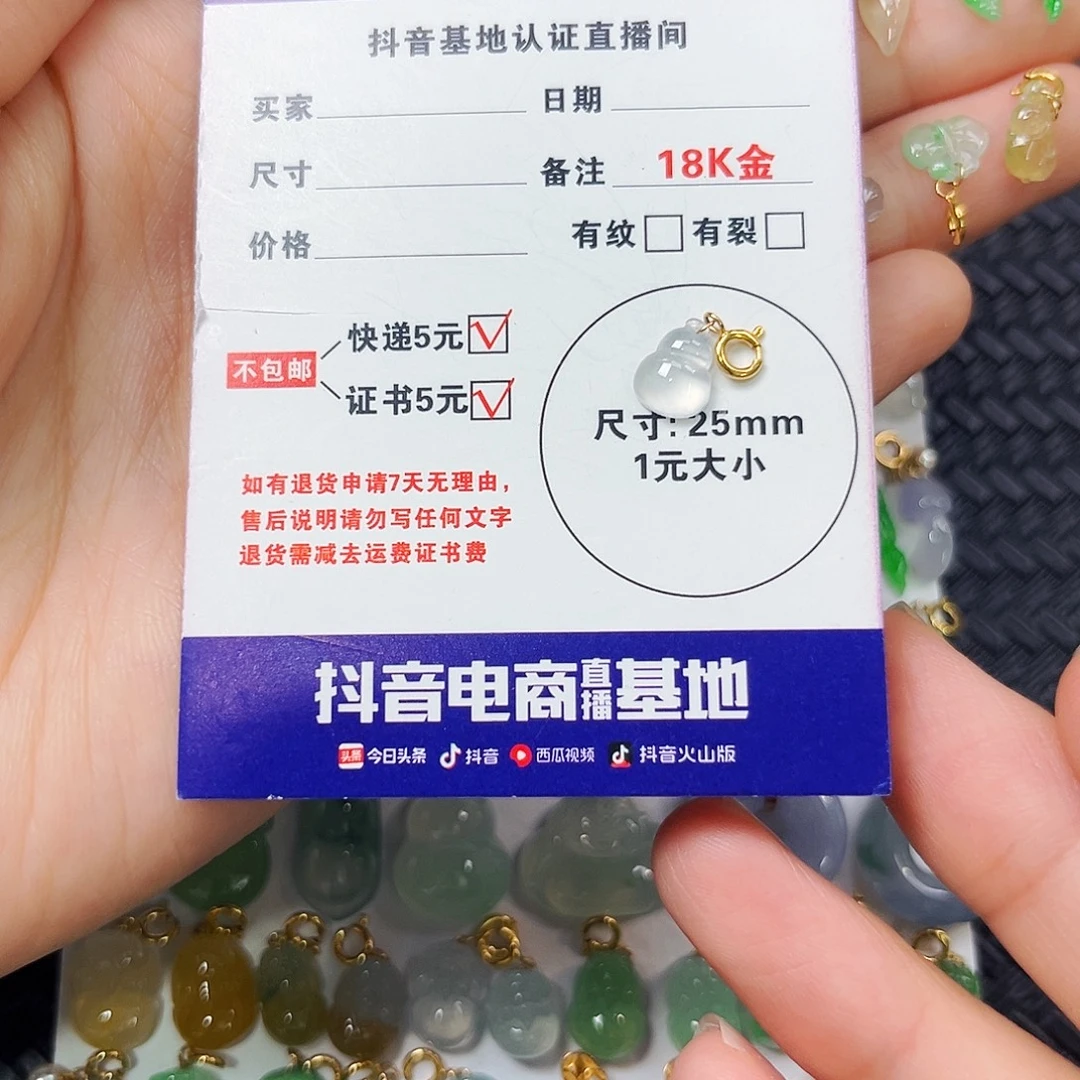 抖音基地认证直播间
买家 日期
尺寸 备注 18K金
价格 有纹 有裂
不包邮
快递5元
证书5元
尺寸: 25mm
1元大小
如有退货申请7天无理由，
售后说明请勿写任何文字
退货需减去运费证书费
抖音电商直播基地
头条 今日头条 抖音 西瓜视频 抖音火山版